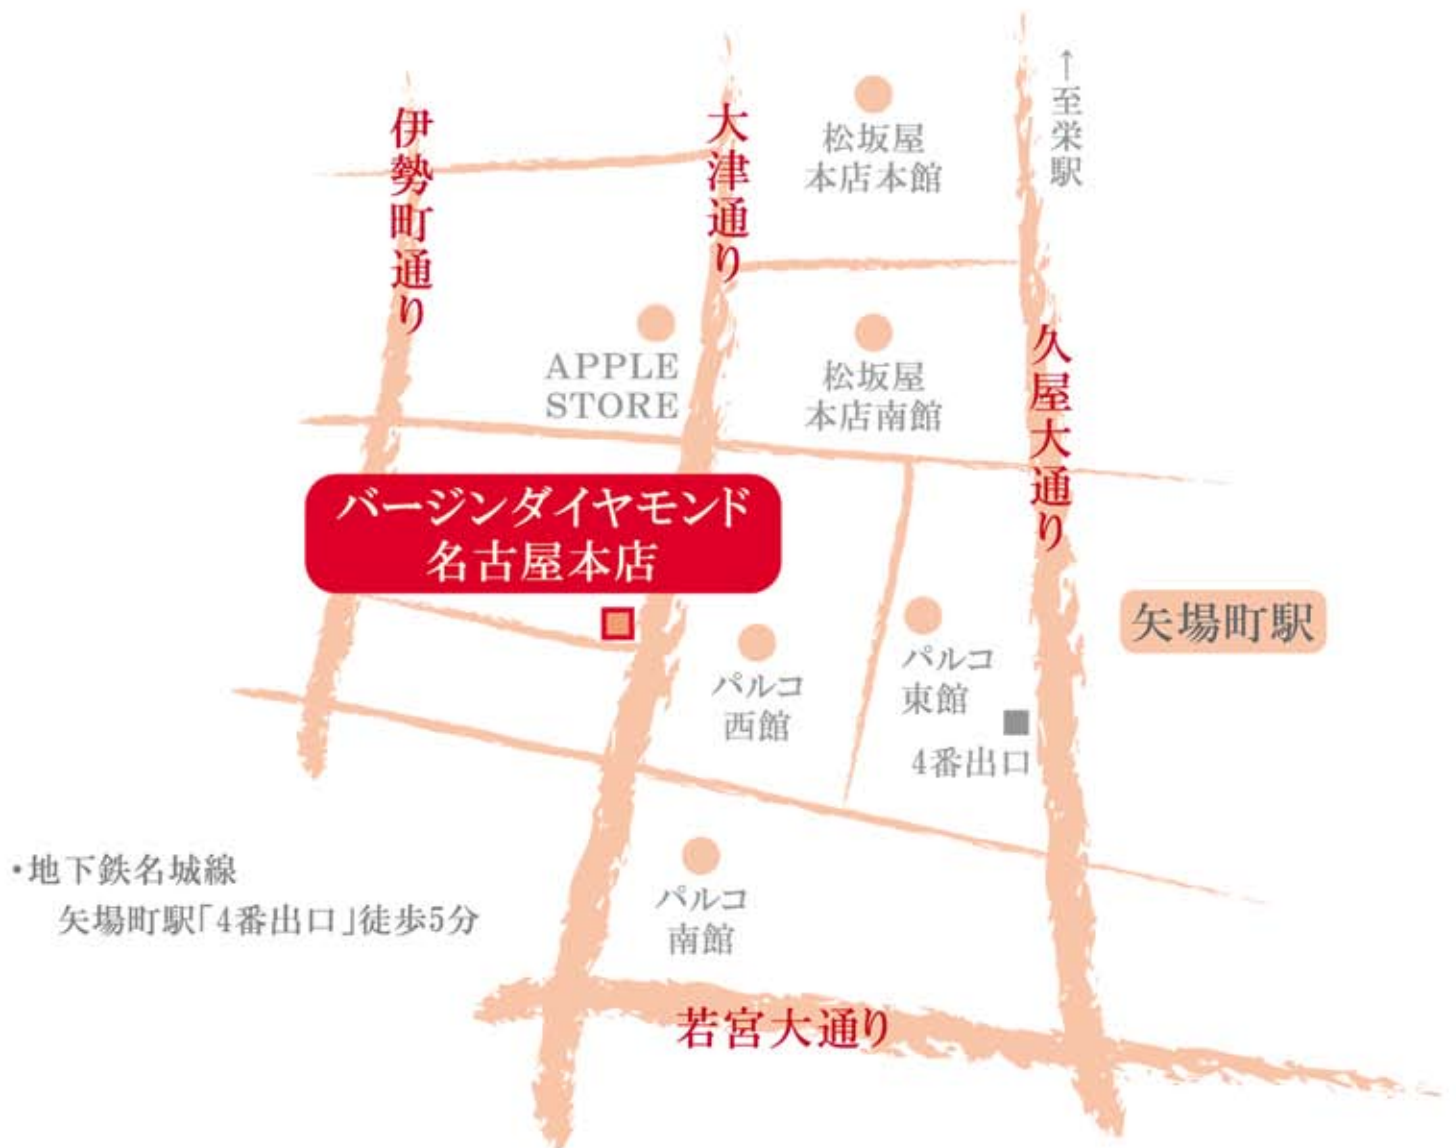 伊勢町通り
大津通り
松坂屋
本店本館
↑至栄駅
APPLE
STORE
松坂屋
本店南館
久屋大通り
バージンダイヤモンド
名古屋本店
矢場町駅
パルコ
西館
パルコ
東館
4番出口
・地下鉄名城線
矢場町駅「4番出口」徒歩5分
パルコ
南館
若宮大通り